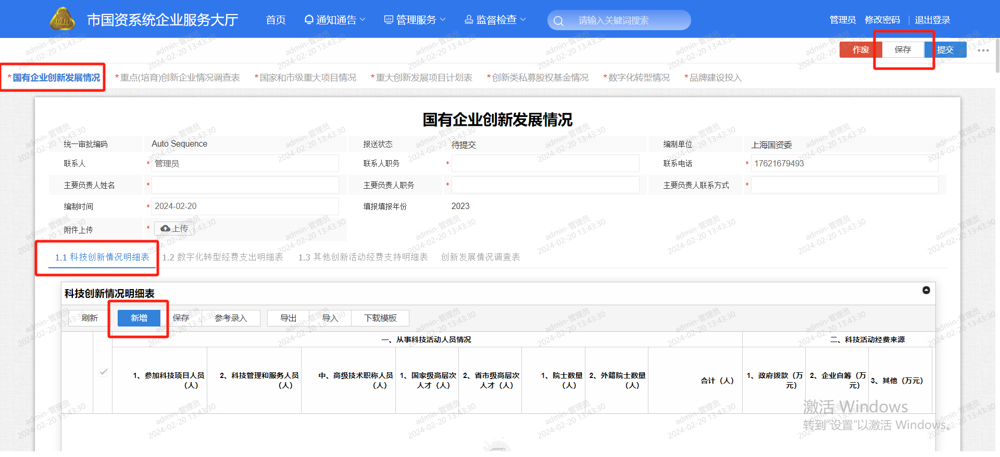 市国资系统企业服务大厅 首页 通知通告 管理服务 监督检查 请输入关键词搜索 管理员 修改密码 退出登录
作废 保存 提交 •••
*国有企业创新发展情况 *重点(培育)创新企业情况调查表 *国家和市级重大项目情况 *重大创新发展项目计划表 *创新类私募股权基金情况 *数字化转型情况 *品牌建设投入
国有企业创新发展情况
统一审批编码 Auto Sequence 报送状态 待提交 编制单位 上海国资委
联系人 * 管理员 联系人职务 * 联系电话 * 17621679493
主要负责人姓名 * 主要负责人职务 * 主要负责人联系方式 *
编制时间 * 2024-02-20 填报填报年份 2023
附件上传 * 上传
1.1 科技创新情况明细表 1.2 数字化转型经费支出明细表 1.3 其他创新活动经费支持明细表 创新发展情况调查表
科技创新情况明细表
刷新 新增 保存 参考录入 导出 导入 下载模板
一、从事科技活动人员情况 二、科技活动经费来源
1、参加科技项目人员（人） 2、科技管理和服务人员（人） 中、高级技术职称人员（人） 1、国家级高层次人才（人） 2、省市级高层次人才（人） 1、院士数量（人） 2、外籍院士数量（人） 合计（人） 1、政府拨款（万元） 2、企业自筹（万元） 3、其他（万元）
激活 Windows
转到"设置"以激活 Windows。
admin-管理员
2024-02-20 13:43:30